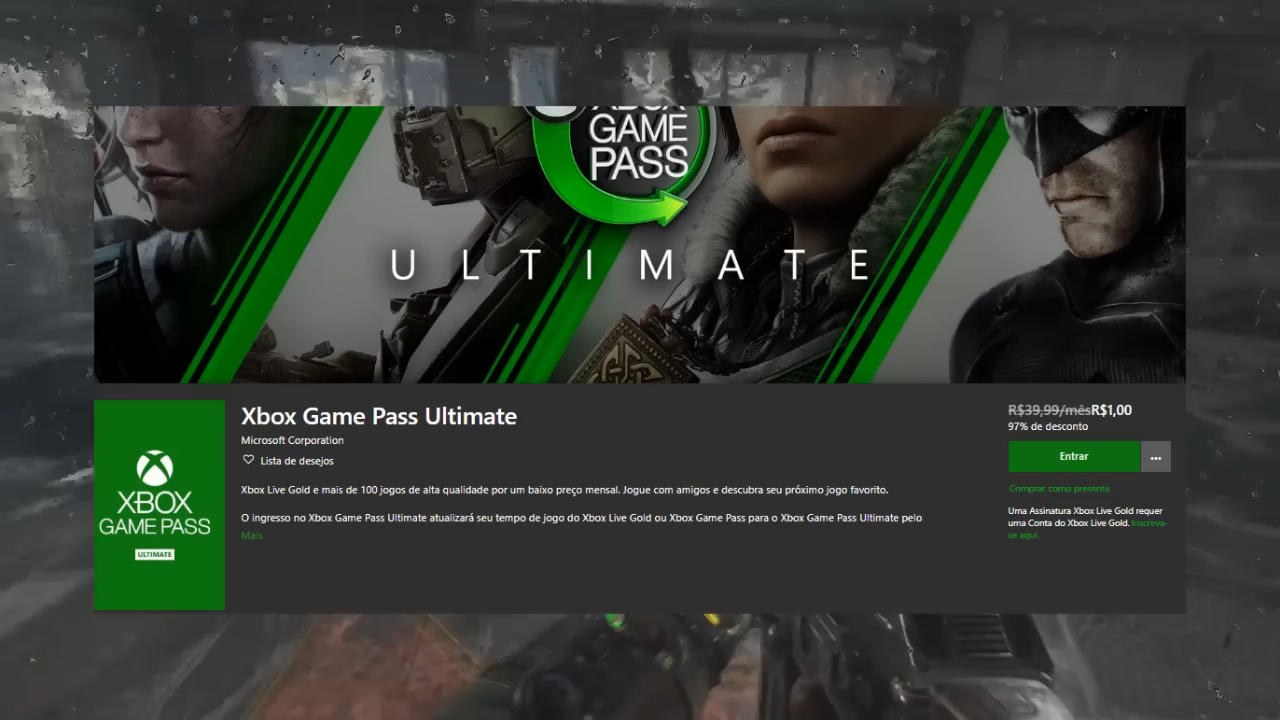 XBOX
GAME
PASS
ULTIMATE
Xbox Game Pass Ultimate
Microsoft Corporation
Lista de desejos
Xbox Live Gold e mais de 100 jogos de alta qualidade por um baixo preço mensal. Jogue com amigos e descubra seu próximo jogo favorito.
O ingresso no Xbox Game Pass Ultimate atualizará seu tempo de jogo do Xbox Live Gold ou Xbox Game Pass para o Xbox Game Pass Ultimate pelo
Mais
XBOX
GAME PASS
ULTIMATE
R$39,99/mêsR$1,00
97% de desconto
Entrar
...
Comprar como presente
Uma Assinatura Xbox Live Gold requer
uma Conta do Xbox Live Gold. Inscreva-
se aqui.